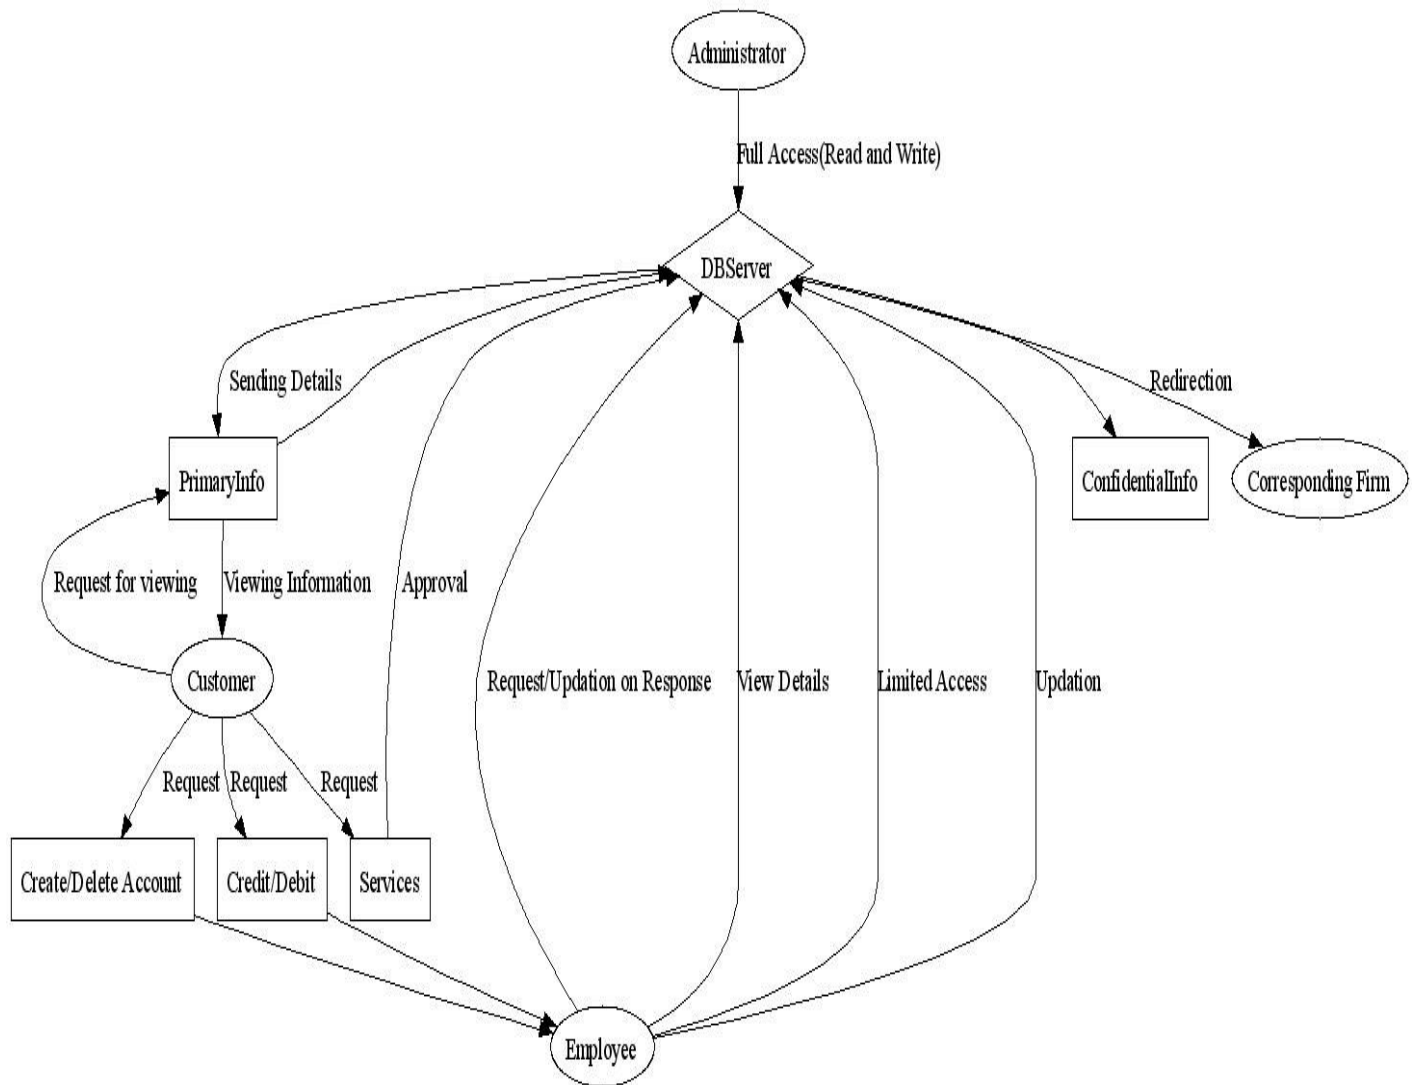 Administrator
Full Access(Read and Write)
DBServer
Sending Details
Redirection
PrimaryInfo
ConfidentialInfo
Corresponding Firm
Request for viewing
Viewing Information
Approval
Customer
Request/Updation on Response
View Details
Limited Access
Updation
Request
Request
Request
Create/Delete Account
Credit/Debit
Services
Employee